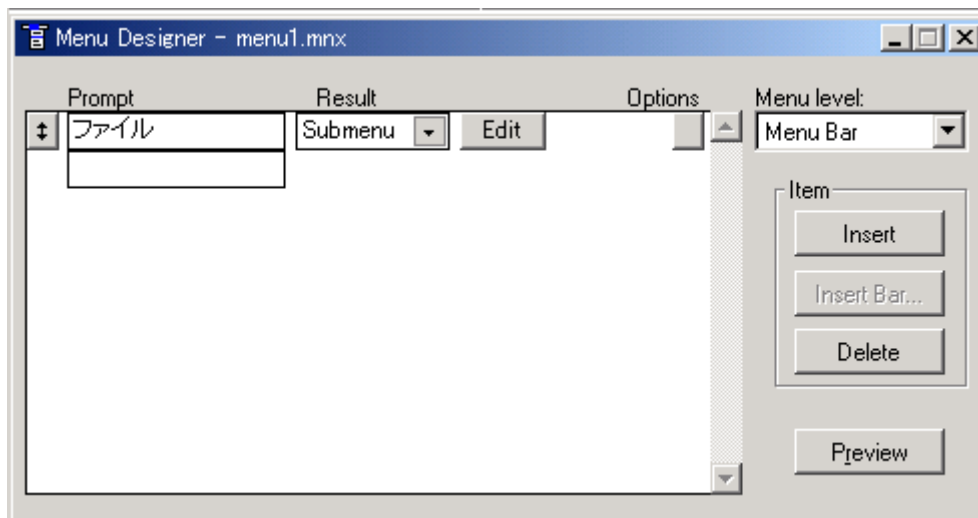 Menu Designer - menu1.mnx
Prompt Result Options Menu level:
ファイル Submenu Edit Menu Bar
Item
Insert
Insert Bar...
Delete
Preview